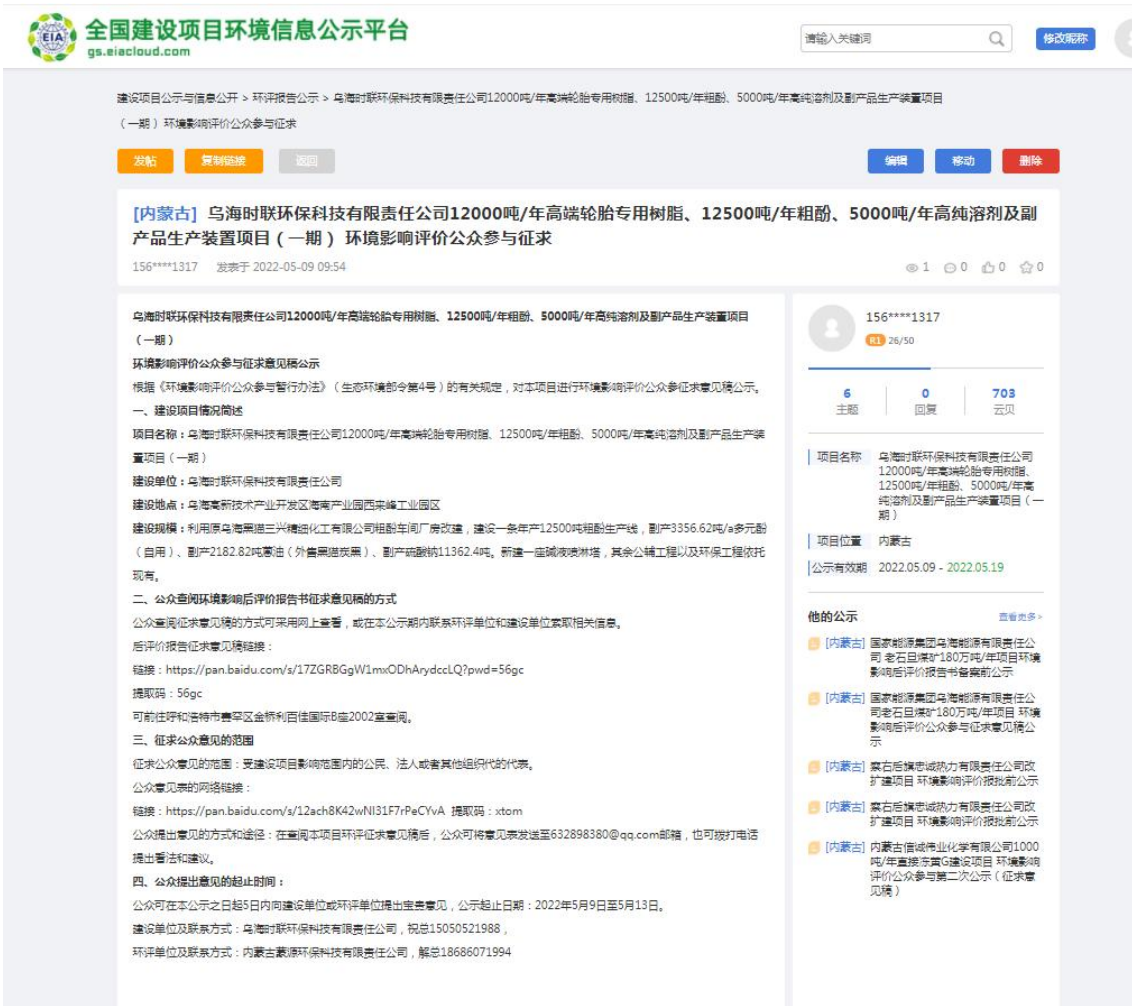 全国建设项目环境信息公示平台
gs.eiacloud.com
请输入关键词
修改昵称
建设项目公示与信息公开 > 环评报告公示 > 乌海时联环保科技有限责任公司12000吨/年高端轮胎专用树脂、12500吨/年粗酚、5000吨/年高纯溶剂及副产品生产装置项目
（一期）环境影响评价公众参与征求
发帖
复制链接
返回
编辑
移动
删除
[内蒙古] 乌海时联环保科技有限责任公司12000吨/年高端轮胎专用树脂、12500吨/年粗酚、5000吨/年高纯溶剂及副
产品生产装置项目（一期） 环境影响评价公众参与征求
156****1317 发表于 2022-05-09 09:54
1 0 0 0
乌海时联环保科技有限责任公司12000吨/年高端轮胎专用树脂、12500吨/年粗酚、5000吨/年高纯溶剂及副产品生产装置项目
（一期）
环境影响评价公众参与征求意见稿公示
根据《环境影响评价公众参与暂行办法》（生态环境部令第4号）的有关规定，对本项目进行环境影响评价公众参征求意见稿公示。
一、建设项目情况简述
项目名称：乌海时联环保科技有限责任公司12000吨/年高端轮胎专用树脂、12500吨/年粗酚、5000吨/年高纯溶剂及副产品生产装
置项目（一期）
建设单位：乌海时联环保科技有限责任公司
建设地点：乌海高新技术产业开发区海南产业园西来峰工业园区
建设规模：利用原乌海黑猫三兴精细化工有限公司粗酚车间厂房改建，建设一条年产12500吨粗酚生产线，副产3356.62吨/a多元酚
（自用）、副产2182.82吨蒽油（外售黑猫炭黑）、副产硫酸钠11362.4吨。新建一座碱液喷淋塔，其余公辅工程以及环保工程依托
现有。
二、公众查阅环境影响后评价报告书征求意见稿的方式
公众查阅征求意见稿的方式可采用网上查看，或在本公示期内联系环评单位和建设单位索取相关信息。
后评价报告征求意见稿链接：
链接：https://pan.baidu.com/s/17ZGRBGgW1mxODhArydccLQ?pwd=56gc
提取码：56gc
可前往呼和浩特市赛罕区金桥利百佳国际B座2002室查阅。
三、征求公众意见的范围
征求公众意见的范围：受建设项目影响范围内的公民、法人或者其他组织代的代表。
公众意见表的网络链接：
链接：https://pan.baidu.com/s/12ach8K42wNI31F7rPeCYvA 提取码：xtom
公众提出意见的方式和途径：在查阅本项目环评征求意见稿后，公众可将意见表发送至632898380@qq.com邮箱，也可拨打电话
提出看法和建议。
四、公众提出意见的起止时间：
公众可在本公示之日起5日内向建设单位或环评单位提出宝贵意见，公示起止日期：2022年5月9日至5月13日。
建设单位及联系方式：乌海时联环保科技有限责任公司，祝总15050521988，
环评单位及联系方式：内蒙古蒙源环保科技有限责任公司，解总18686071994
156****1317
R1 26/50
6 0 703
主题 回复 云贝
项目名称 乌海时联环保科技有限责任公司
12000吨/年高端轮胎专用树脂、
12500吨/年粗酚、5000吨/年高
纯溶剂及副产品生产装置项目（一
期）
项目位置 内蒙古
公示有效期 2022.05.09 - 2022.05.19
他的公示 查看更多>
[内蒙古] 国家能源集团乌海能源有限责任公
司 老石旦煤矿180万吨/年项目环境
影响后评价报告书备案前公示
[内蒙古] 国家能源集团乌海能源有限责任公
司老石旦煤矿180万吨/年项目 环境
影响后评价公众参与征求意见稿公
示
[内蒙古] 察右后旗忠诚热力有限责任公司改
扩建项目 环境影响评价报批前公示
[内蒙古] 察右后旗忠诚热力有限责任公司改
扩建项目 环境影响评价报批前公示
[内蒙古] 内蒙古信诚伟业化学有限公司1000
吨/年直接冻黄G建设项目 环境影响
评价公众参与第二次公示（征求意
见稿）